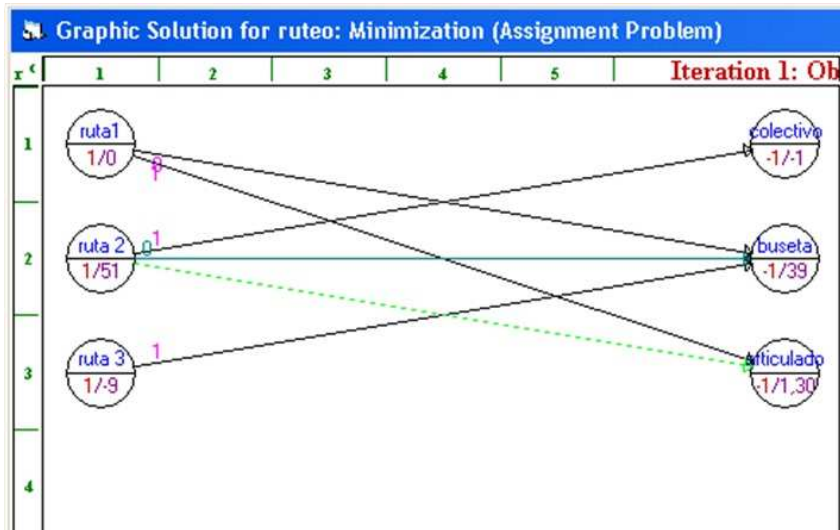 Graphic Solution for ruteo: Minimization (Assignment Problem)
r c 1 2 3 4 5 Iteration 1: Ob
1
ruta1
1/0
colectivo
-1/-1
0
1
2
ruta 2
1/51
0
1
buseta
-1/39
3
ruta 3
1/-9
1
articulado
-1/1,30
4